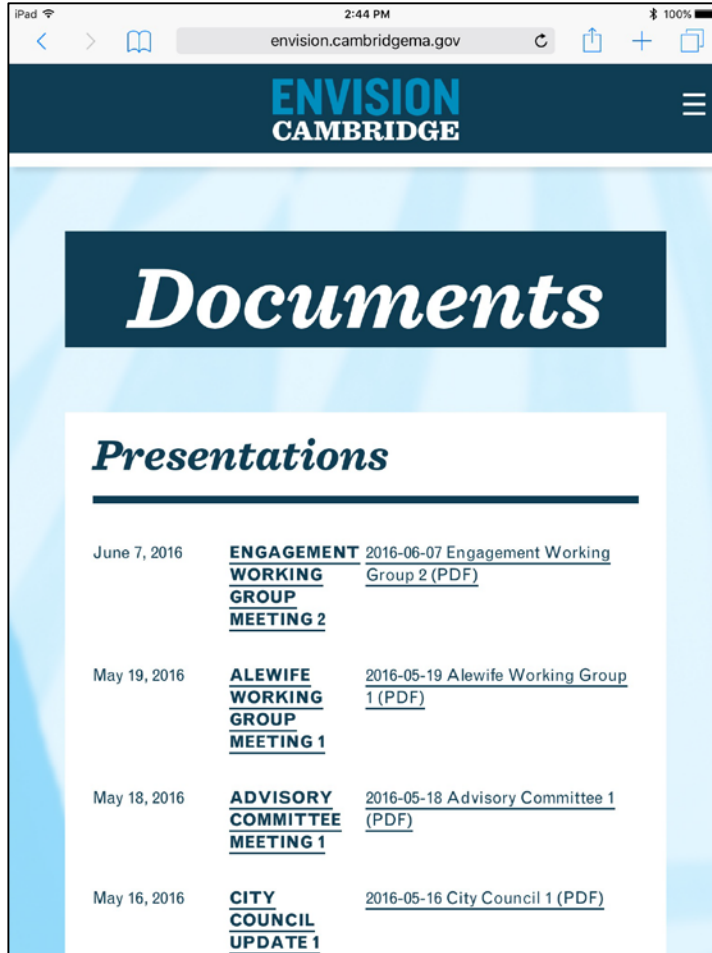 iPad 2:44 PM 100%
envision.cambridgema.gov
ENVISION
CAMBRIDGE
Documents
Presentations
June 7, 2016 ENGAGEMENT 2016-06-07 Engagement Working
WORKING Group 2 (PDF)
GROUP
MEETING 2
May 19, 2016 ALEWIFE 2016-05-19 Alewife Working Group
WORKING 1 (PDF)
GROUP
MEETING 1
May 18, 2016 ADVISORY 2016-05-18 Advisory Committee 1
COMMITTEE (PDF)
MEETING 1
May 16, 2016 CITY 2016-05-16 City Council 1 (PDF)
COUNCIL
UPDATE 1